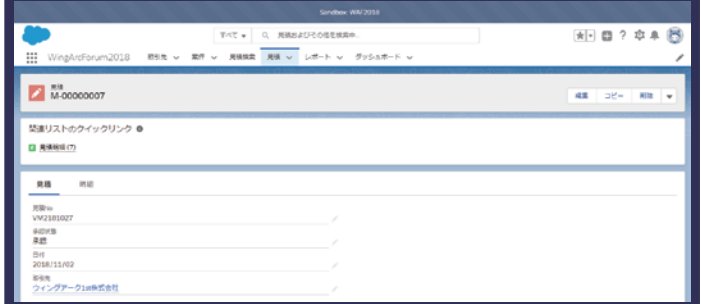 Sandbox: WAF2018
すべて
見積およびその他を検索...
WingArcForum2018 取引先 案件 見積検索 見積 レポート ダッシュボード
見積
M-00000007
編集 コピー 削除
関連リストのクイックリンク
見積明細(7)
見積 明細
見積No
VM2181027
承認状態
承認
日付
2018/11/02
取引先
ウイングアーク1st株式会社